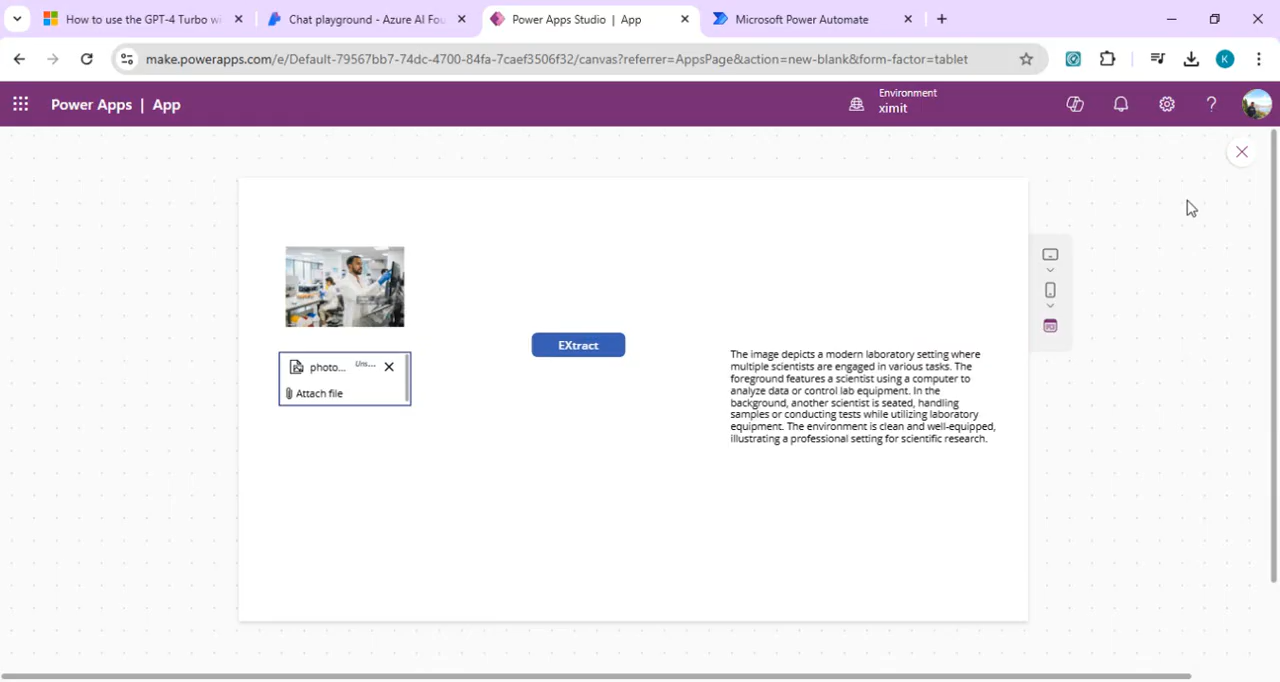 How to use the GPT-4 Turbo wi
Chat playground - Azure AI Fou
Power Apps Studio | App
Microsoft Power Automate
make.powerapps.com/e/Default-79567bb7-74dc-4700-84fa-7caef3506f32/canvas?referrer=AppsPage&action=new-blank&form-factor=tablet
K
Power Apps | App
Environment
ximit
?
photo... Uns...
Attach file
EXtract
The image depicts a modern laboratory setting where
multiple scientists are engaged in various tasks. The
foreground features a scientist using a computer to
analyze data or control lab equipment. In the
background, another scientist is seated, handling
samples or conducting tests while utilizing laboratory
equipment. The environment is clean and well-equipped,
illustrating a professional setting for scientific research.